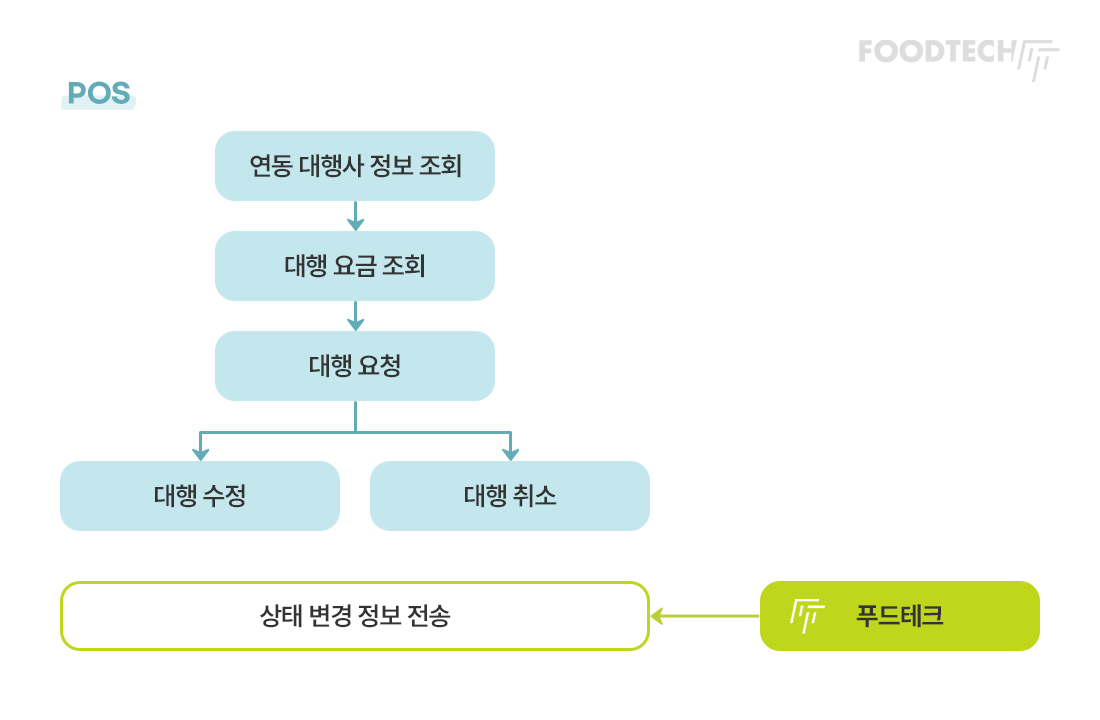 FOODTECH
POS
연동 대행사 정보 조회
대행 요금 조회
대행 요청
대행 수정
대행 취소
상태 변경 정보 전송
푸드테크